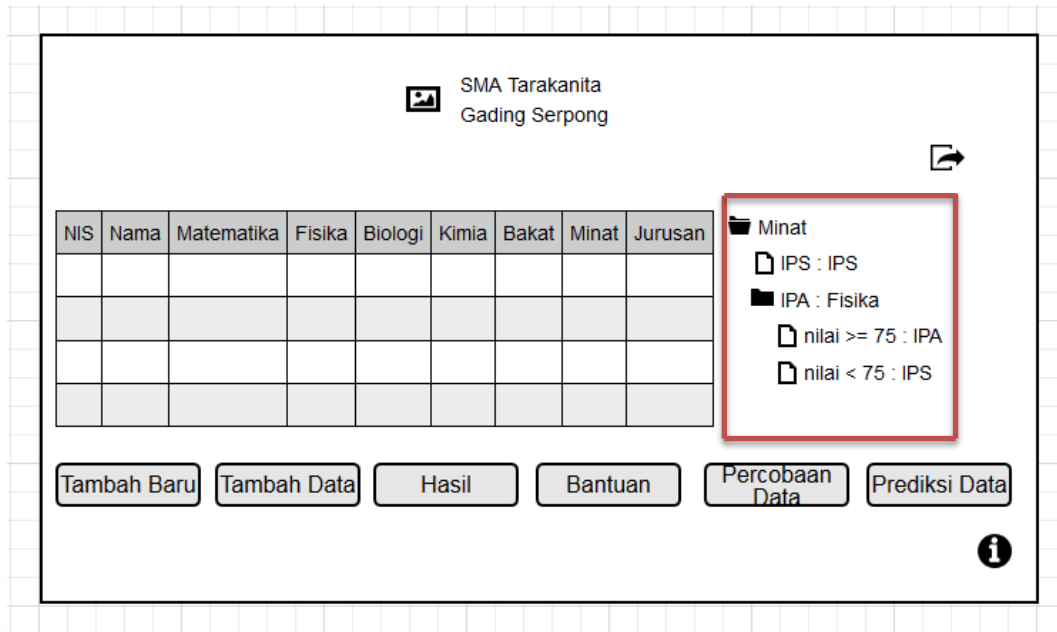 SMA Tarakanita
Gading Serpong
NIS Nama Matematika Fisika Biologi Kimia Bakat Minat Jurusan
Minat
IPS : IPS
IPA : Fisika
nilai >= 75 : IPA
nilai < 75 : IPS
Tambah Baru
Tambah Data
Hasil
Bantuan
Percobaan
Data
Prediksi Data